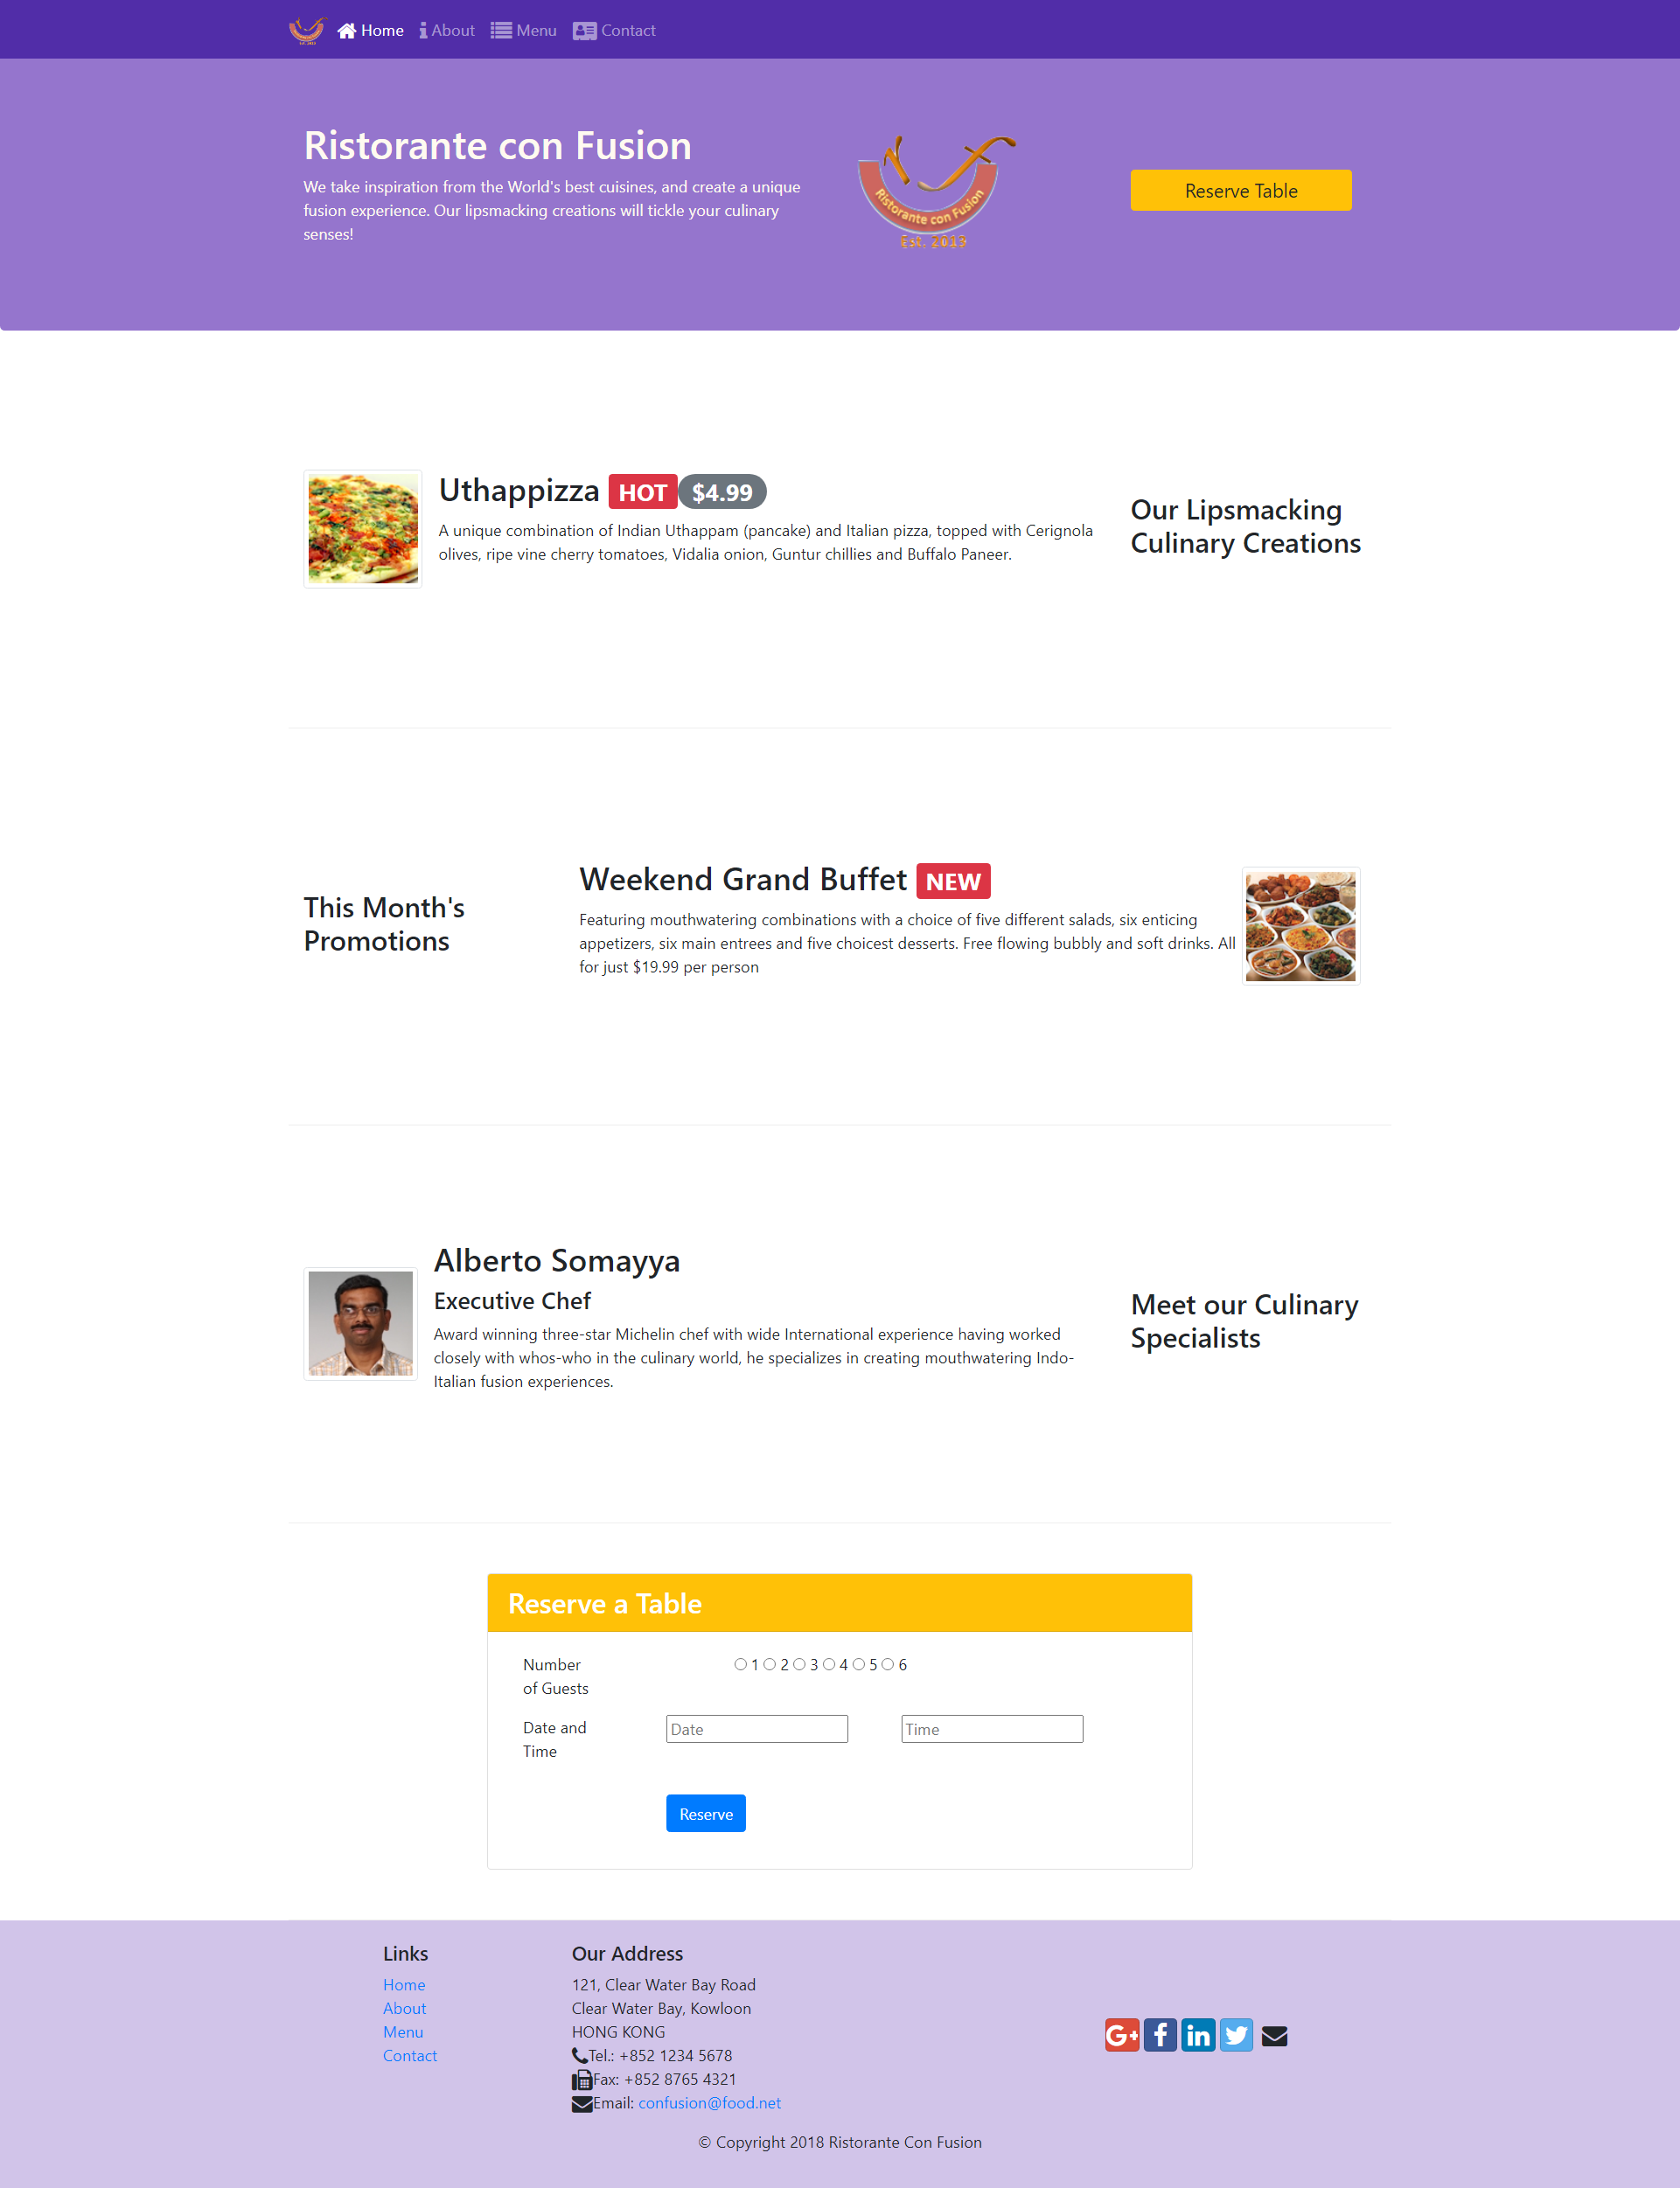 Home About Menu Contact
Ristorante con Fusion
We take inspiration from the World's best cuisines, and create a unique
fusion experience. Our lipsmacking creations will tickle your culinary
senses!
Ristorante con Fusion
Est. 2013
Reserve Table
Uthappizza HOT $4.99
A unique combination of Indian Uthappam (pancake) and Italian pizza, topped with Cerignola
olives, ripe vine cherry tomatoes, Vidalia onion, Guntur chillies and Buffalo Paneer.
Our Lipsmacking
Culinary Creations
This Month's
Promotions
Weekend Grand Buffet NEW
Featuring mouthwatering combinations with a choice of five different salads, six enticing
appetizers, six main entrees and five choicest desserts. Free flowing bubbly and soft drinks. All
for just $19.99 per person
Alberto Somayya
Executive Chef
Award winning three-star Michelin chef with wide International experience having worked
closely with whos-who in the culinary world, he specializes in creating mouthwatering Indo-
Italian fusion experiences.
Meet our Culinary
Specialists
Reserve a Table
Number
of Guests
1 2 3 4 5 6
Date and
Time
Date
Time
Reserve
Links
Home
About
Menu
Contact
Our Address
121, Clear Water Bay Road
Clear Water Bay, Kowloon
HONG KONG
Tel.: +852 1234 5678
Fax: +852 8765 4321
Email: confusion@food.net
G+ f in
© Copyright 2018 Ristorante Con Fusion